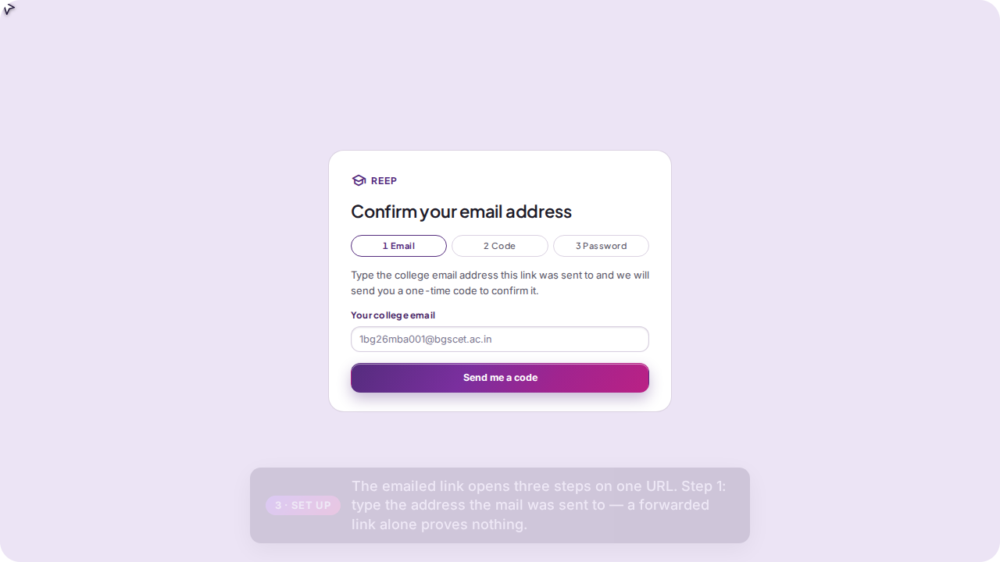 REEP
Confirm your email address
1 Email
2 Code
3 Password
Type the college email address this link was sent to and we will
send you a one-time code to confirm it.
Your college email
1bg26mba001@bgscet.ac.in
Send me a code
3 · SET UP
The emailed link opens three steps on one URL. Step 1:
type the address the mail was sent to — a forwarded
link alone proves nothing.